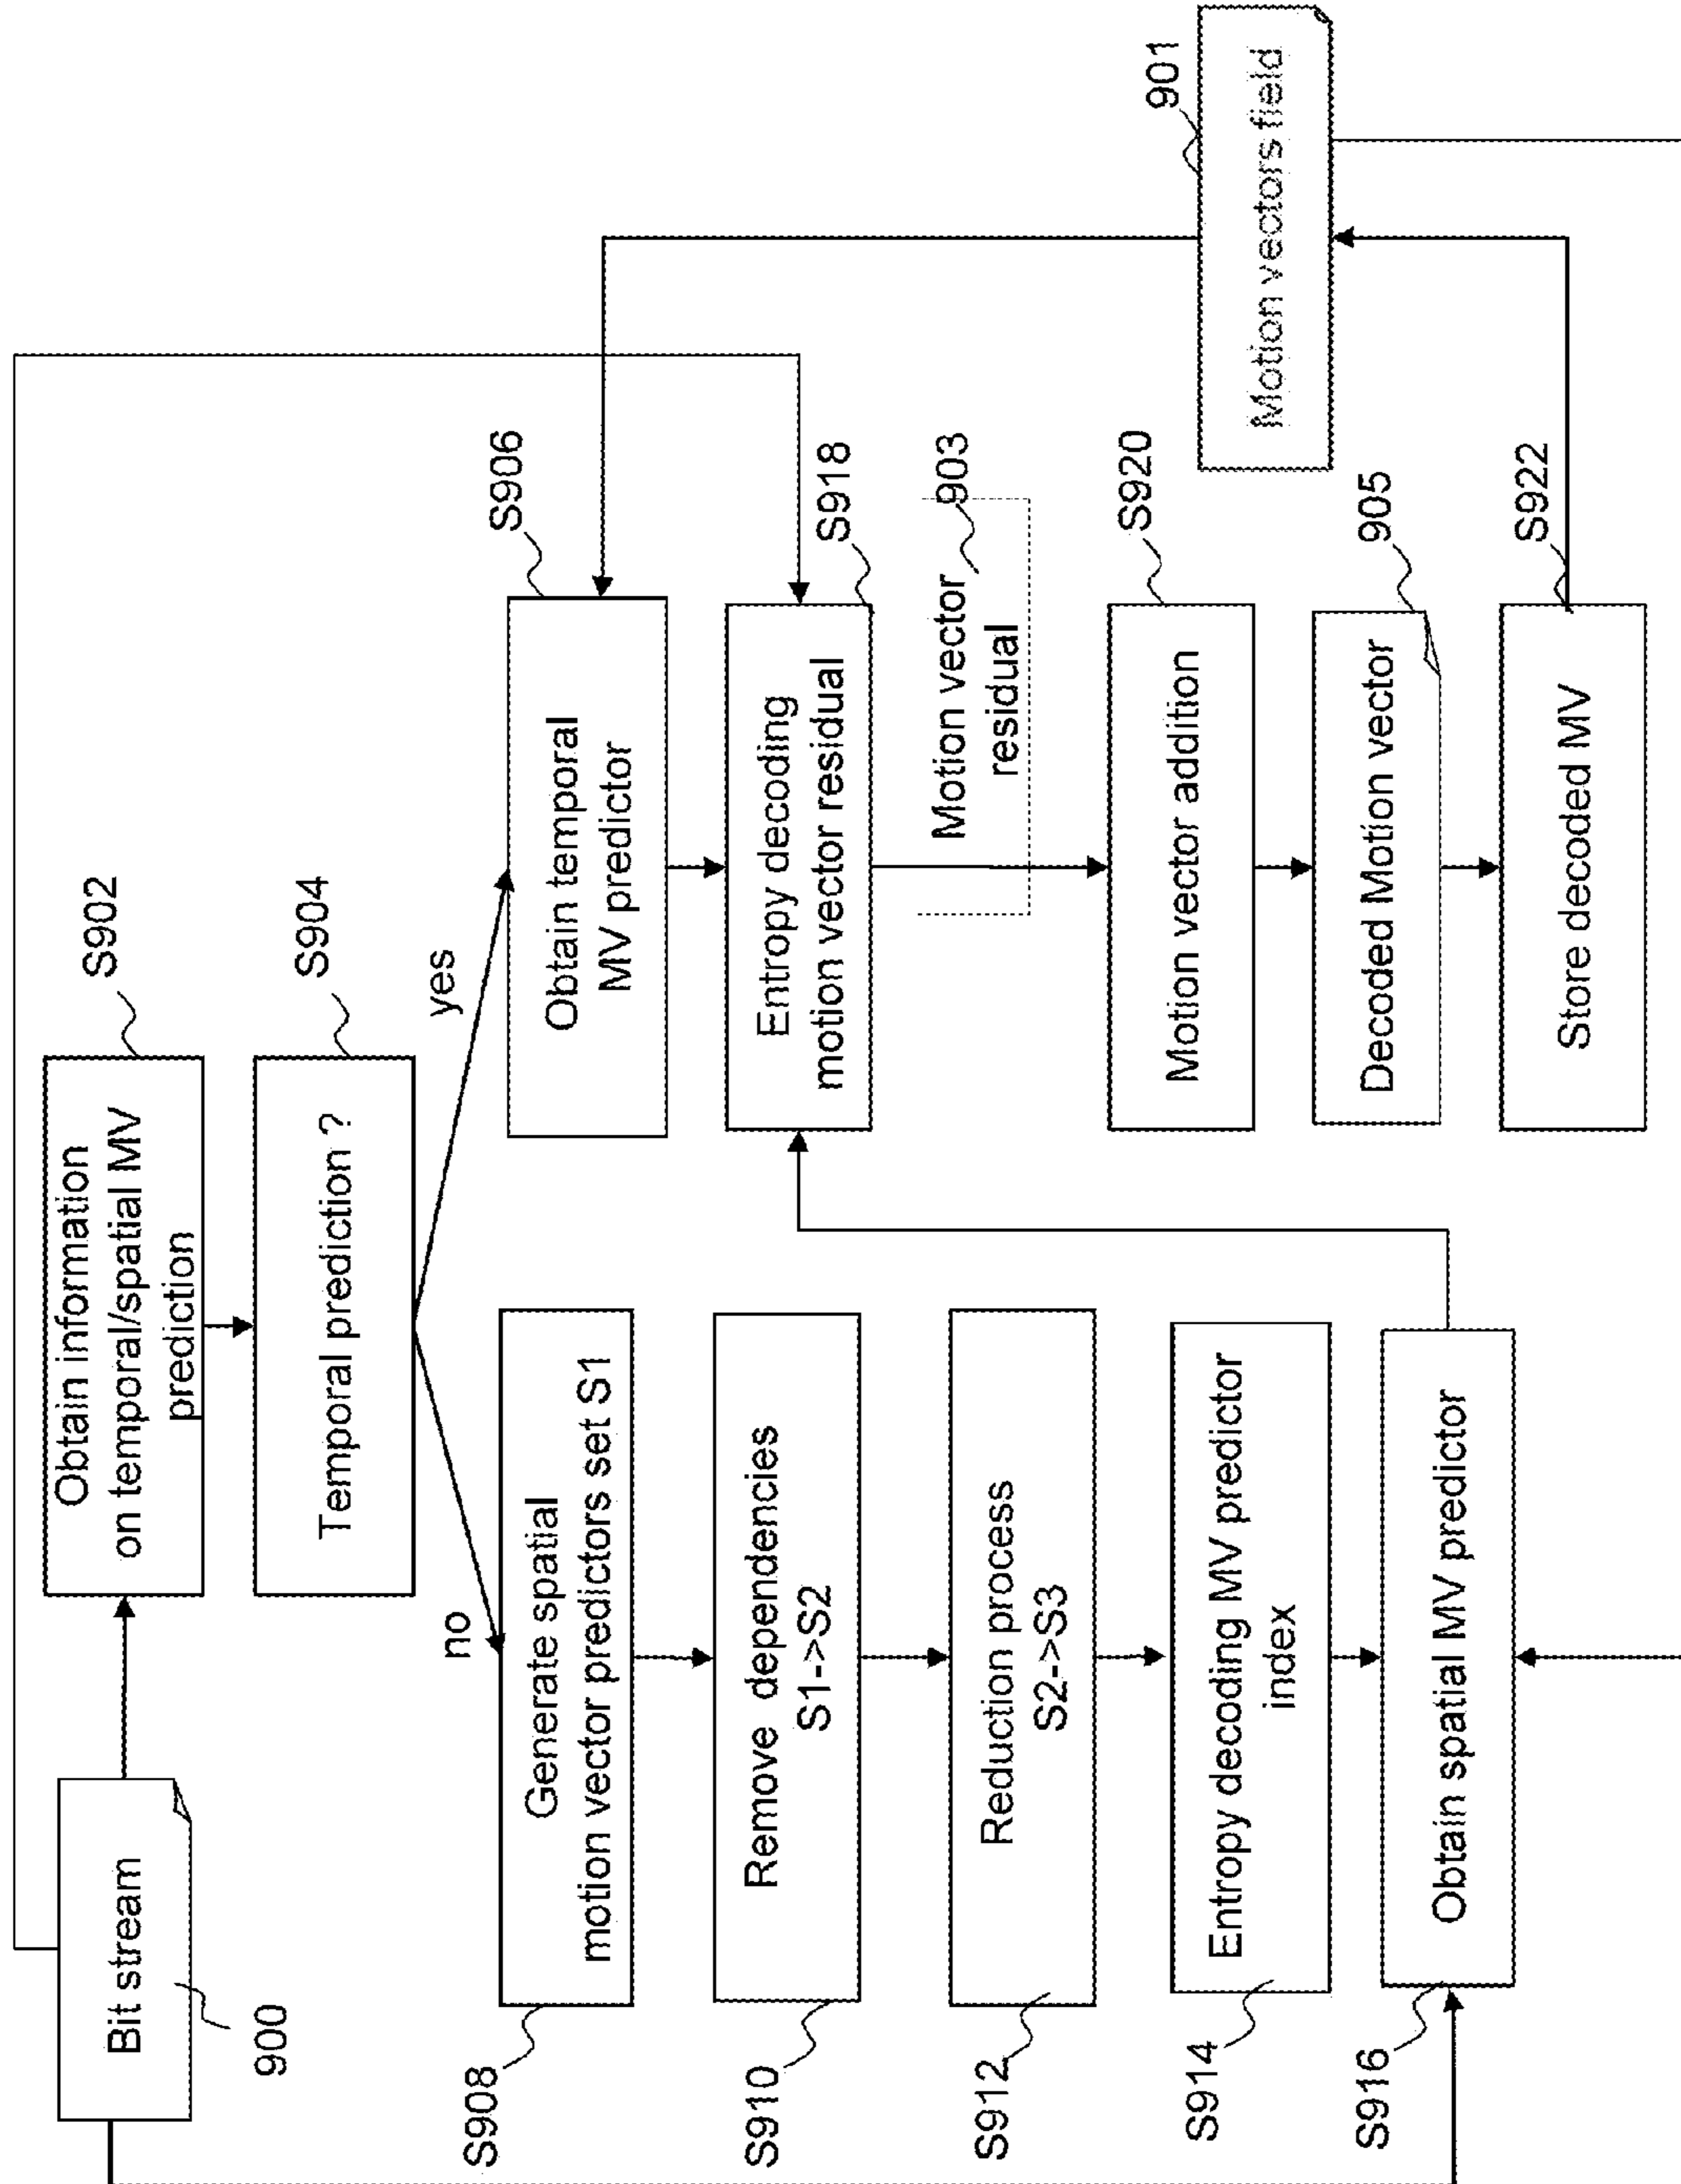 Bit stream
900
Obtain information
on temporal/spatial MV
prediction
S902
Temporal prediction ?
S904
no
yes
Generate spatial
motion vector predictors set S1
S908
Remove dependencies
S1->S2
S910
Reduction process
S2->S3
S912
Entropy decoding MV predictor
index
S914
Obtain spatial MV predictor
S916
Obtain temporal
MV predictor
S906
Entropy decoding
motion vector residual
S918
Motion vector
residual
903
Motion vector addition
S920
Decoded Motion vector
905
Store decoded MV
S922
Motion vectors field
901